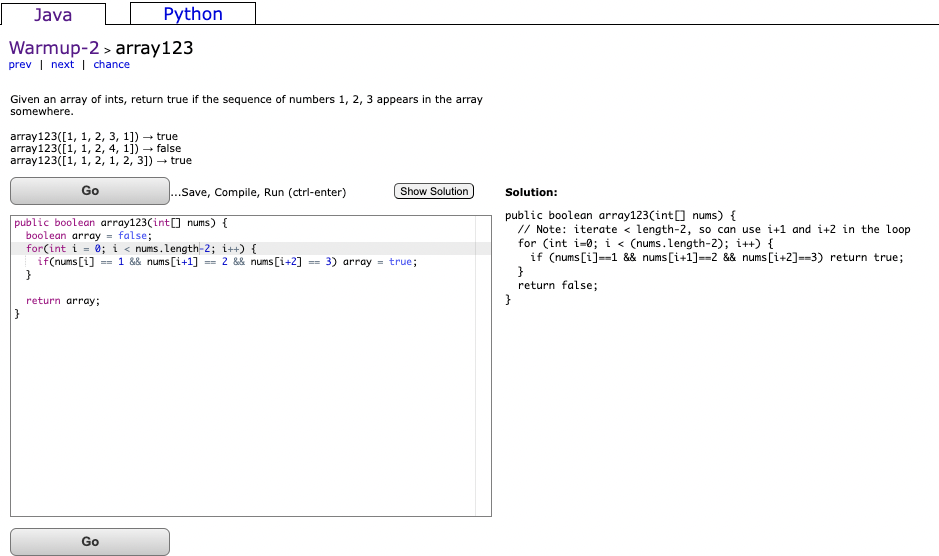 Java
Python
Warmup-2 > array123
prev | next | chance
Given an array of ints, return true if the sequence of numbers 1, 2, 3 appears in the array
somewhere.
array123([1, 1, 2, 3, 1]) → true
array123([1, 1, 2, 4, 1]) → false
array123([1, 1, 2, 1, 2, 3]) → true
Go
...Save, Compile, Run (ctrl-enter)
Show Solution
public boolean array123(int[] nums) {
  boolean array = false;
  for(int i = 0; i < nums.length-2; i++) {
    if(nums[i] == 1 && nums[i+1] == 2 && nums[i+2] == 3) array = true;
  }
  return array;
}
Go
Solution:
public boolean array123(int[] nums) {
  // Note: iterate < length-2, so can use i+1 and i+2 in the loop
  for (int i=0; i < (nums.length-2); i++) {
    if (nums[i]==1 && nums[i+1]==2 && nums[i+2]==3) return true;
  }
  return false;
}